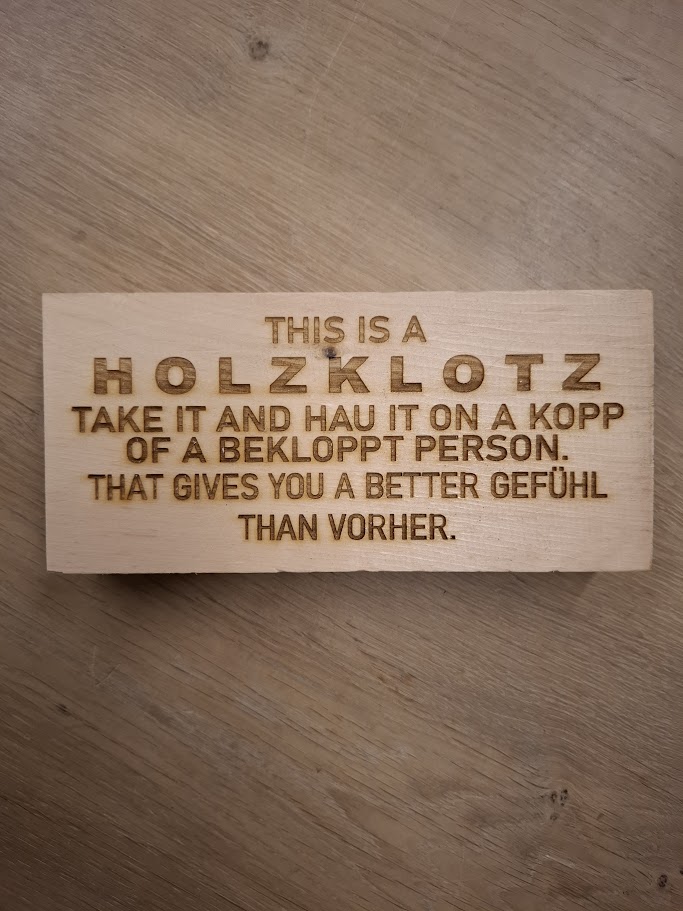 THIS IS A
HOLZKLOTZ
TAKE IT AND HAU IT ON A KOPP
OF A BEKLOPPT PERSON.
THAT GIVES YOU A BETTER GEFÜHL
THAN VORHER.